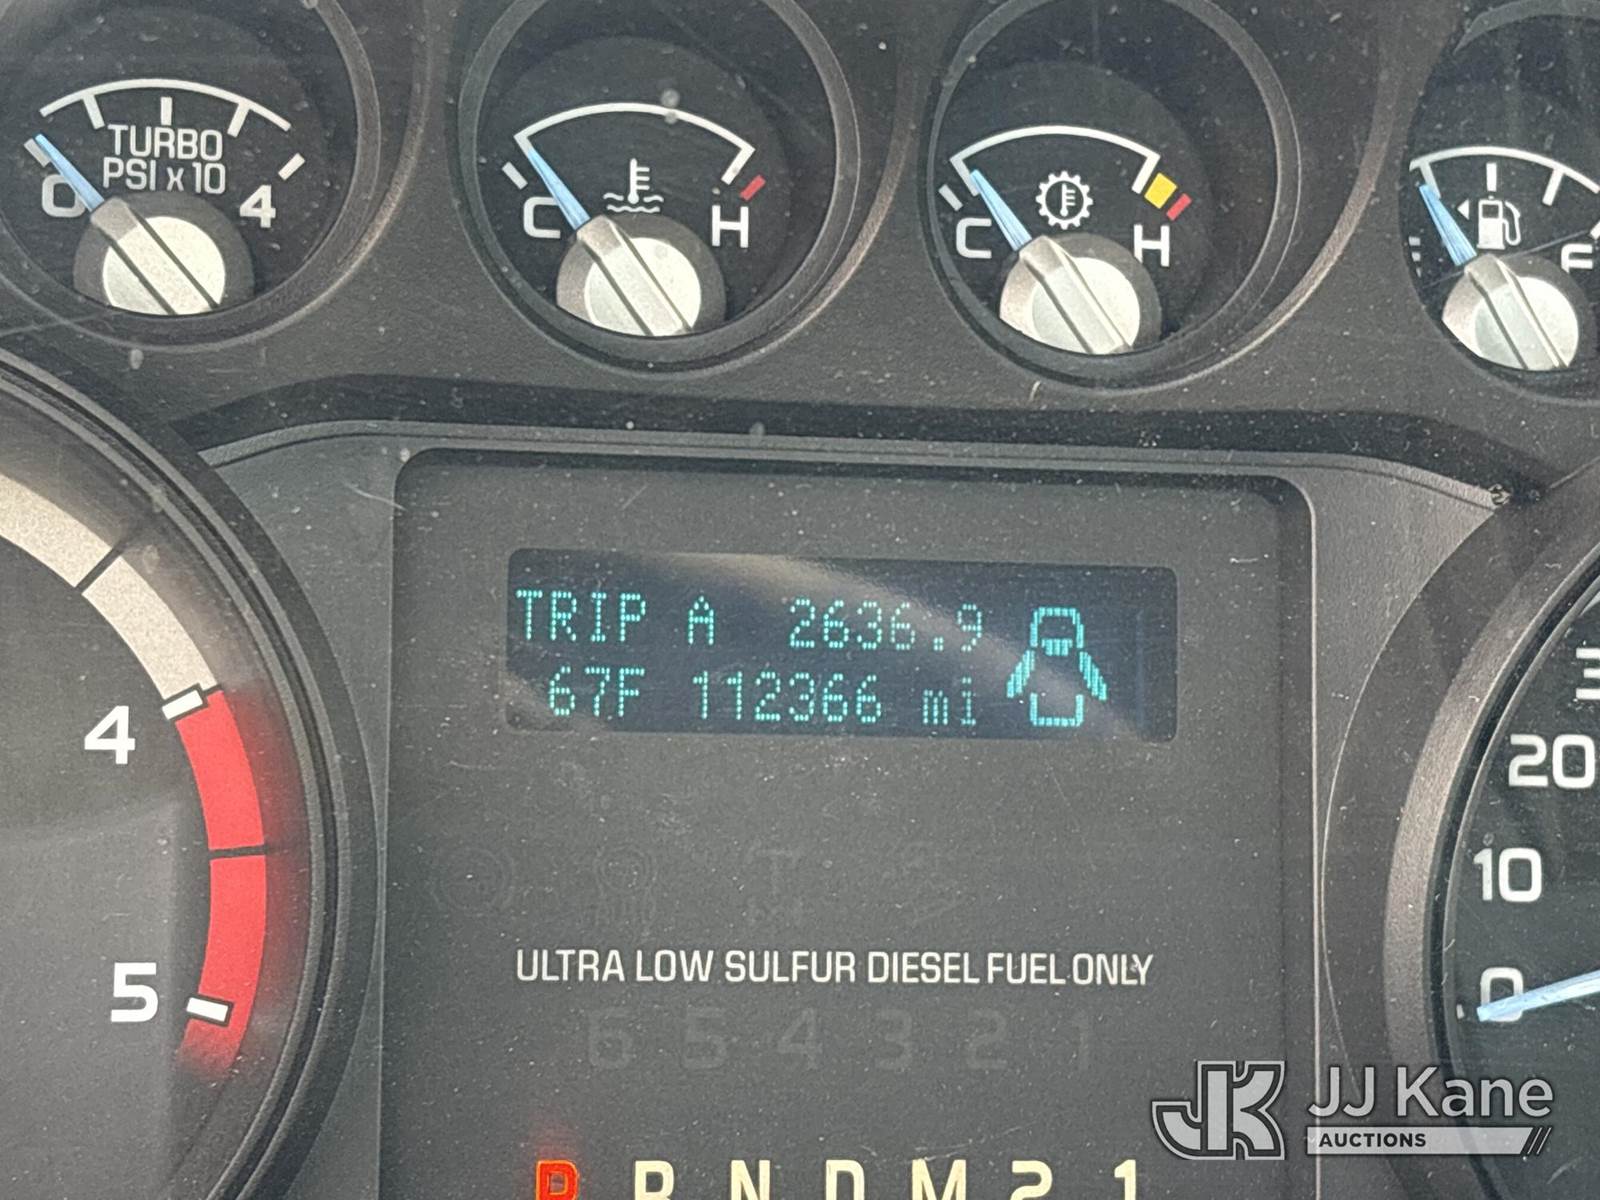 TURBO
PSI x 10
0 4
C H
C H
F
TRIP A 2636.9
67F 112366 mi
4
5
20
10
0
ULTRA LOW SULFUR DIESEL FUEL ONLY
6 5 4 3 2 1
P R N D M 2 1
JK JJ Kane
AUCTIONS